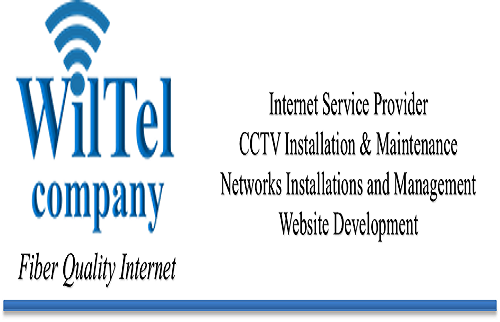 WilTel
company
Fiber Quality Internet
Internet Service Provider
CCTV Installation & Maintenance
Networks Installations and Management
Website Development